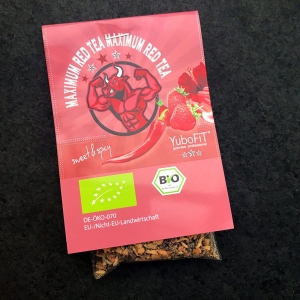 MAXIMUM RED TEA MAXIMUM RED TEA
sweet & spicy
YuboFiT
BIO
DE-ÖKO-070
EU-/Nicht-EU-Landwirtschaft